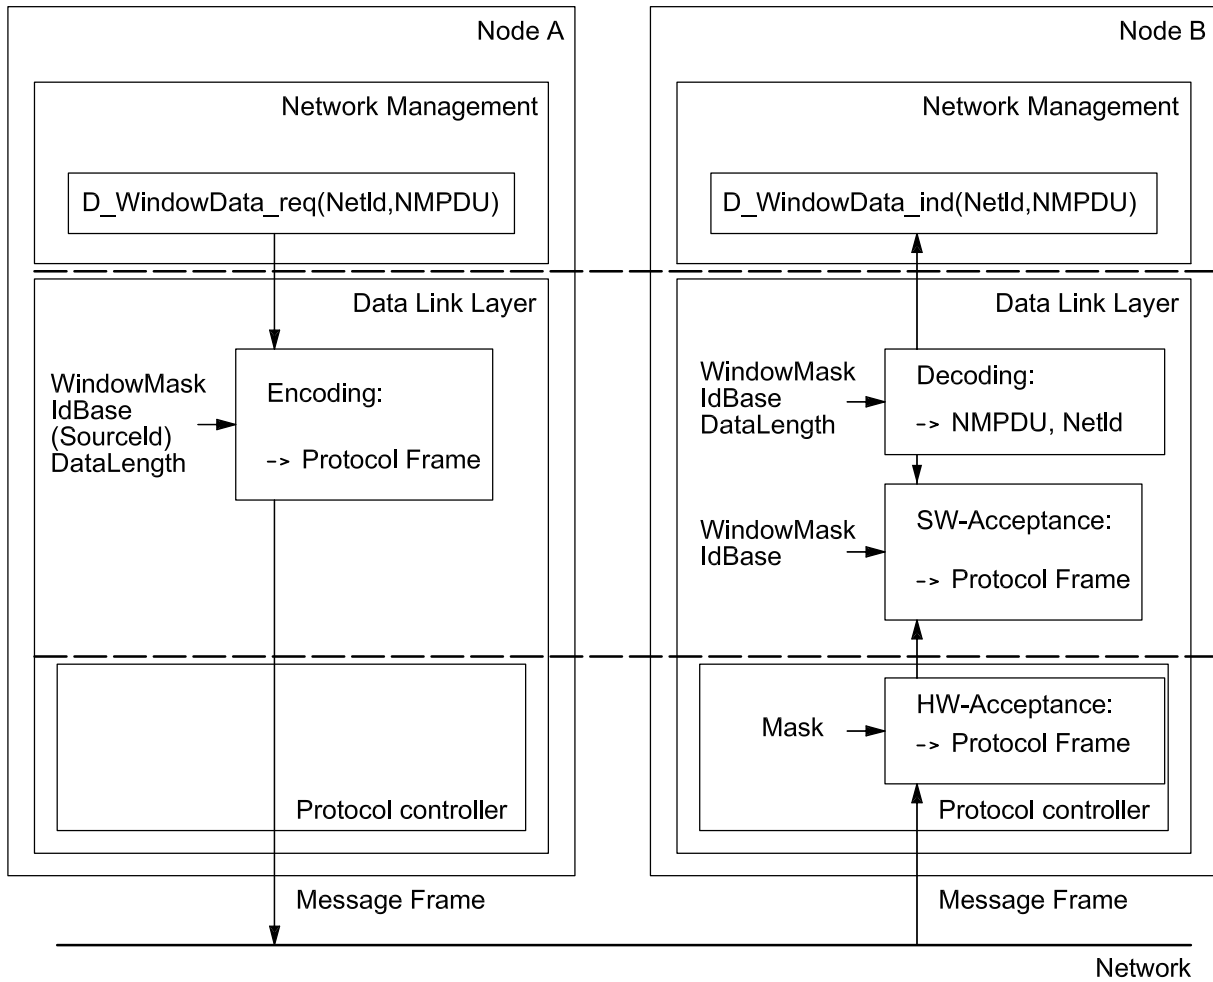 Node A
Network Management
D_WindowData_req(NetId,NMPDU)
Data Link Layer
WindowMask
IdBase
(SourceId)
DataLength
Encoding:
-> Protocol Frame
Protocol controller
Message Frame
Node B
Network Management
D_WindowData_ind(NetId,NMPDU)
Data Link Layer
WindowMask
IdBase
DataLength
Decoding:
-> NMPDU, NetId
WindowMask
IdBase
SW-Acceptance:
-> Protocol Frame
Mask
HW-Acceptance:
-> Protocol Frame
Protocol controller
Message Frame
Network